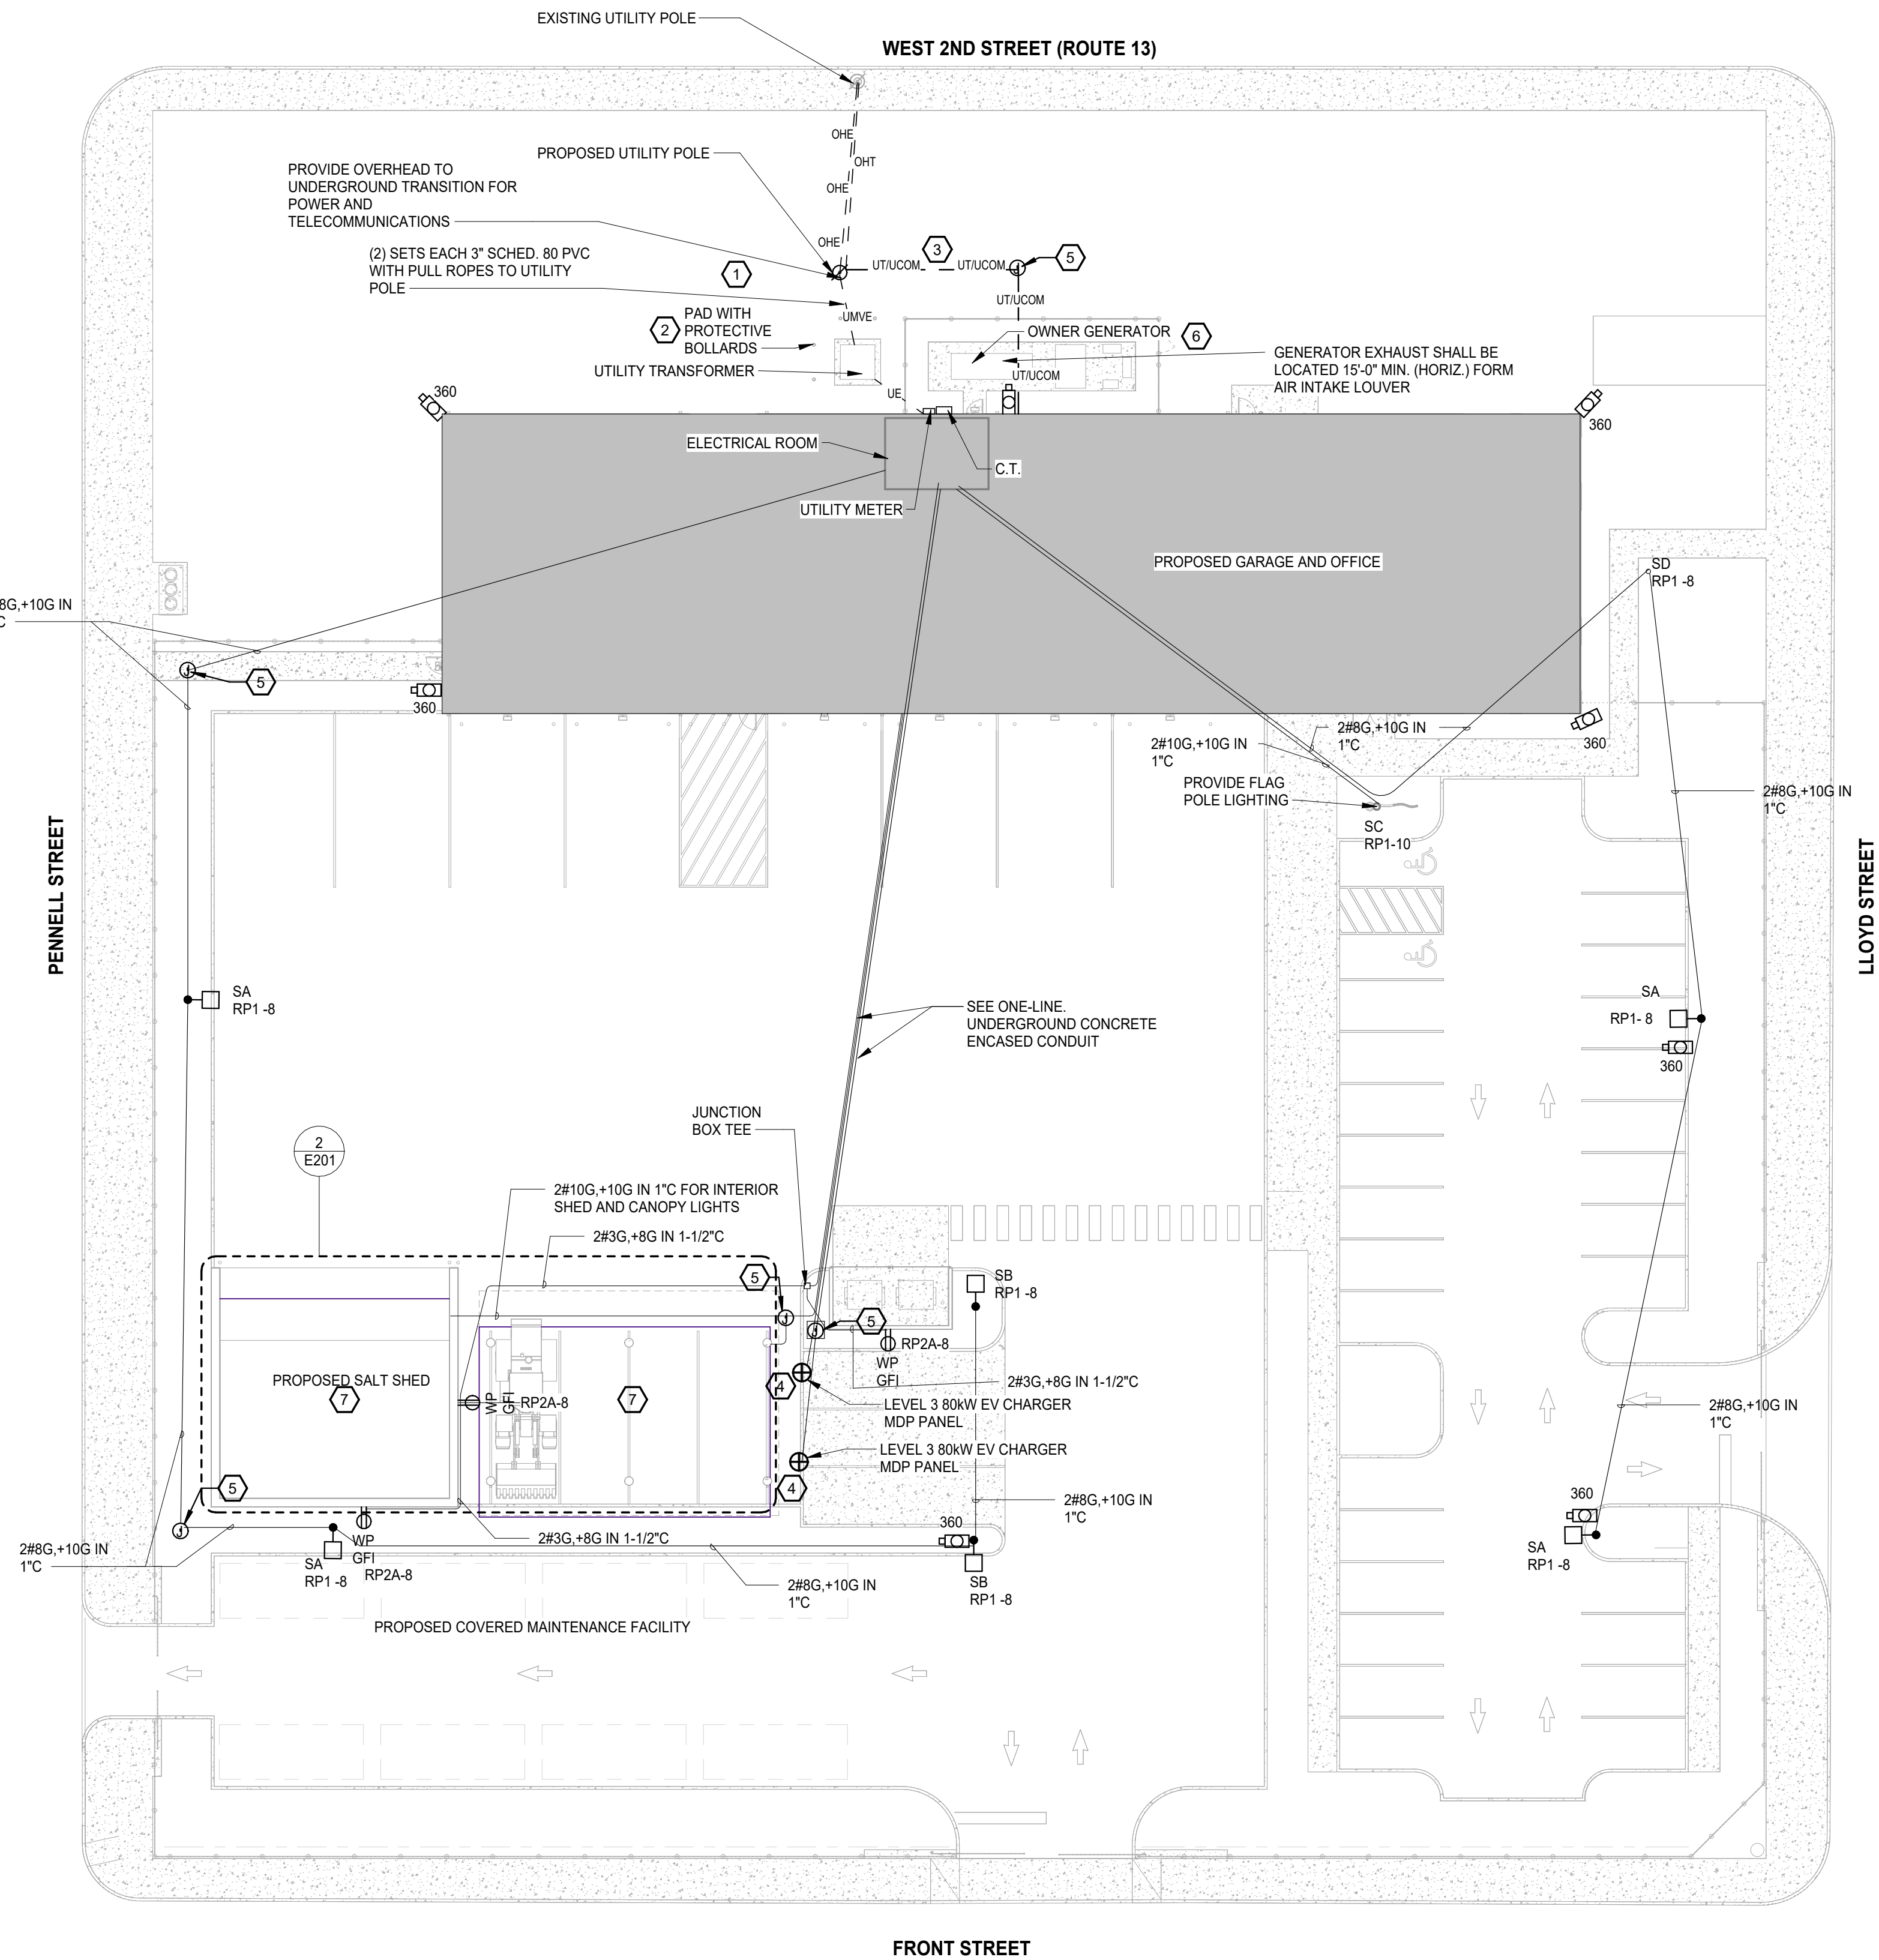 EXISTING UTILITY POLE
WEST 2ND STREET (ROUTE 13)
OHE
OHT
OHE
OHE
PROPOSED UTILITY POLE
PROVIDE OVERHEAD TO
UNDERGROUND TRANSITION FOR
POWER AND
TELECOMMUNICATIONS
(2) SETS EACH 3" SCHED. 80 PVC
WITH PULL ROPES TO UTILITY
POLE
1
3
5
UT/UCOM
UT/UCOM
UT/UCOM
UMVE
2
PAD WITH
PROTECTIVE
BOLLARDS
UTILITY TRANSFORMER
OWNER GENERATOR
6
UT/UCOM
GENERATOR EXHAUST SHALL BE
LOCATED 15'-0" MIN. (HORIZ.) FORM
AIR INTAKE LOUVER
UE
360
360
ELECTRICAL ROOM
C.T.
UTILITY METER
PROPOSED GARAGE AND OFFICE
SD
RP1 -8
8G,+10G IN
C
J
5
360
360
2#8G,+10G IN
1"C
2#10G,+10G IN
1"C
PROVIDE FLAG
POLE LIGHTING
SC
RP1-10
2#8G,+10G IN
1"C
PENNELL STREET
LLOYD STREET
SA
RP1 -8
SEE ONE-LINE.
UNDERGROUND CONCRETE
ENCASED CONDUIT
SA
RP1- 8
360
JUNCTION
BOX TEE
2
E201
2#10G,+10G IN 1"C FOR INTERIOR
SHED AND CANOPY LIGHTS
2#3G,+8G IN 1-1/2"C
5
J
SB
RP1 -8
J
5
RP2A-8
WP
GFI
2#3G,+8G IN 1-1/2"C
PROPOSED SALT SHED
7
WP
GFI
RP2A-8
7
4
LEVEL 3 80kW EV CHARGER
MDP PANEL
LEVEL 3 80kW EV CHARGER
MDP PANEL
4
2#8G,+10G IN
1"C
5
J
2#8G,+10G IN
1"C
2#8G,+10G IN
1"C
SA
RP1 -8
WP
GFI
RP2A-8
2#3G,+8G IN 1-1/2"C
2#8G,+10G IN
1"C
360
SB
RP1 -8
360
SA
RP1 -8
PROPOSED COVERED MAINTENANCE FACILITY
FRONT STREET